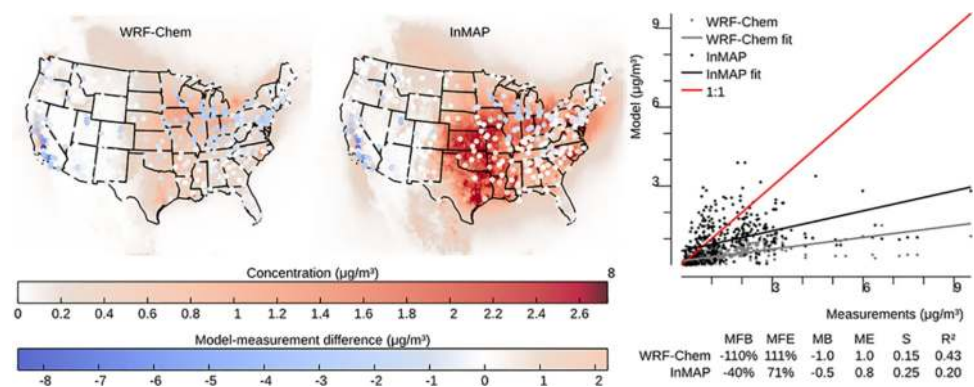 WRF-Chem
InMAP
Concentration (µg/m³)
8
0 0.2 0.4 0.6 0.8 1 1.2 1.4 1.6 1.8 2 2.2 2.4 2.6
Model-measurement difference (µg/m³)
-8 -7 -6 -5 -4 -3 -2 -1 0 1 2
9
6
3
Model (µg/m³)
WRF-Chem
WRF-Chem fit
InMAP
InMAP fit
1:1
3 6 9
Measurements (µg/m³)
MFB MFE MB ME S R²
WRF-Chem -110% 111% -1.0 1.0 0.15 0.43
InMAP -40% 71% -0.5 0.8 0.25 0.20